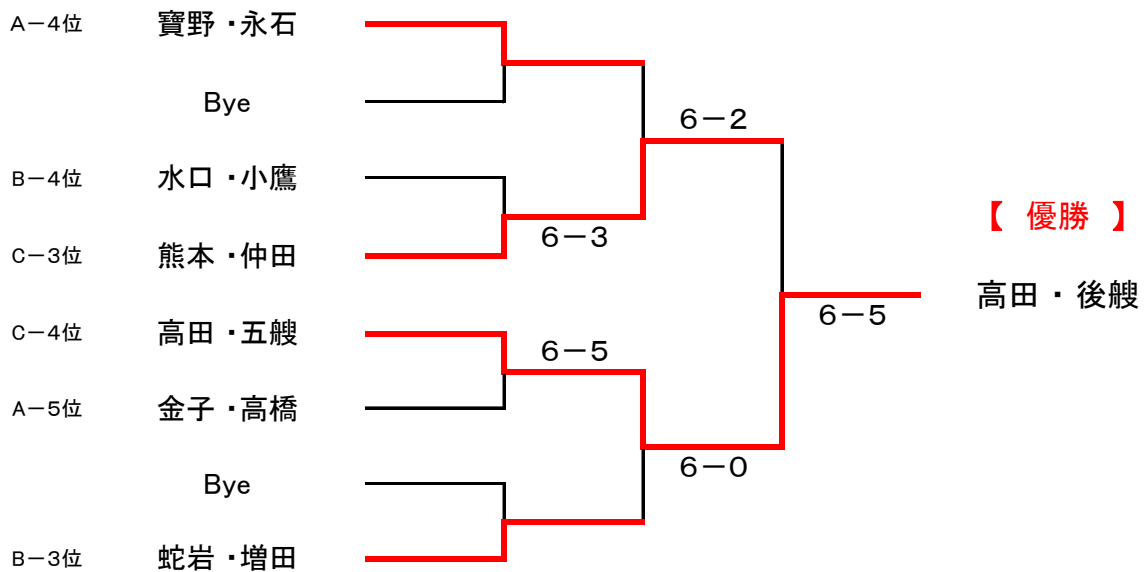 A－4位 寶野・永石
Bye
6－2
B－4位 水口・小鷹
【 優勝 】
6－3
C－3位 熊本・仲田
高田・後艘
6－5
C－4位 高田・五艘
6－5
A－5位 金子・高橋
6－0
Bye
B－3位 蛇岩・増田